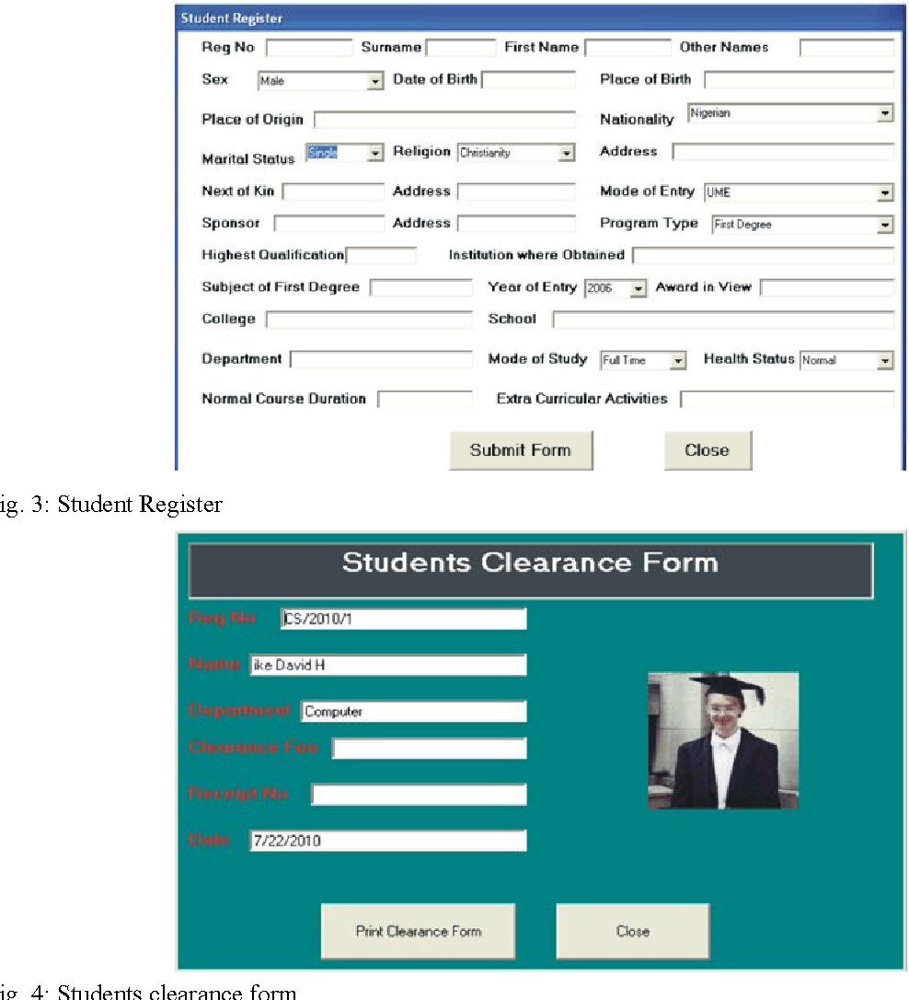 Student Register
Reg No Surname First Name Other Names
Sex Male Date of Birth Place of Birth
Place of Origin Nationality Nigerian
Marital Status Single Religion Christianity Address
Next of Kin Address Mode of Entry UME
Sponsor Address Program Type First Degree
Highest Qualification Institution where Obtained
Subject of First Degree Year of Entry 2006 Award in View
College School
Department Mode of Study Full Time Health Status Normal
Normal Course Duration Extra Curricular Activities
Submit Form Close
ig. 3: Student Register
Students Clearance Form
Reg No CS/2010/1
Name ike David H
Department Computer
Clearance Fee
Receipt No
Date 7/22/2010
Print Clearance Form Close
ig. 4: Students clearance form